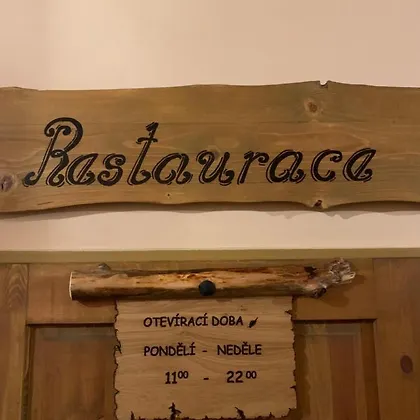 Restaurace
OTEVÍRACÍ DOBA
PONDĚLÍ - NEDĚLE
11⁰⁰ - 22⁰⁰